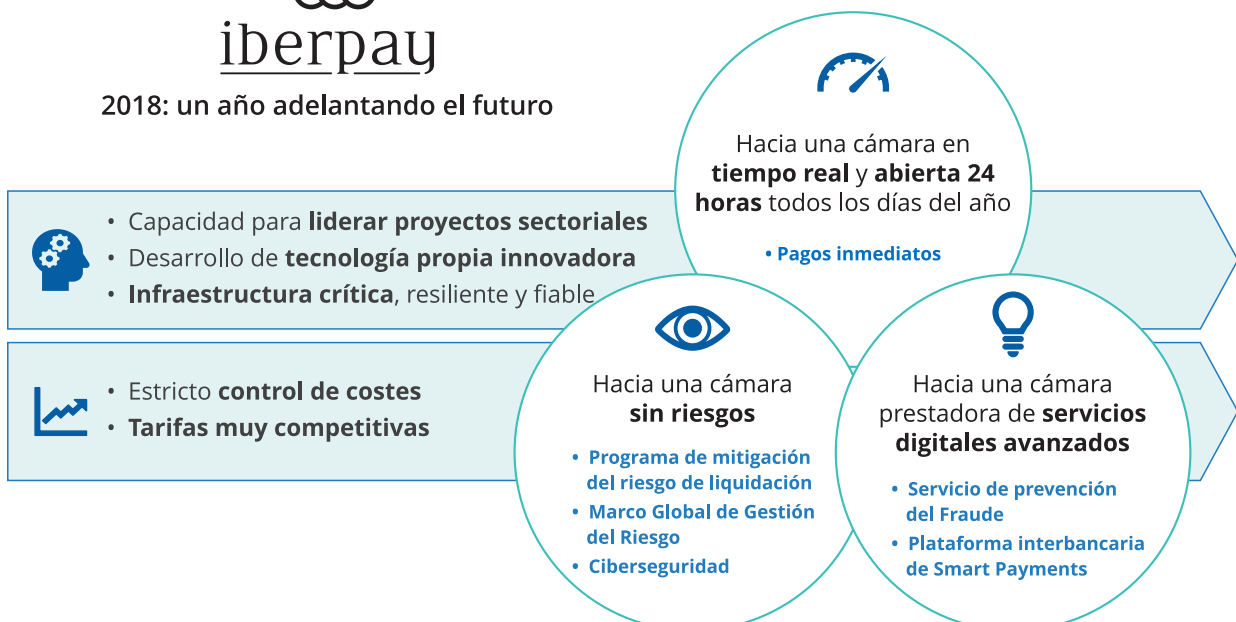 iberpay
2018: un año adelantando el futuro
• Capacidad para liderar proyectos sectoriales
• Desarrollo de tecnología propia innovadora
• Infraestructura crítica, resiliente y fiable
• Estricto control de costes
• Tarifas muy competitivas
Hacia una cámara en
tiempo real y abierta 24
horas todos los días del año
• Pagos inmediatos
Hacia una cámara
sin riesgos
• Programa de mitigación
del riesgo de liquidación
• Marco Global de Gestión
del Riesgo
• Ciberseguridad
Hacia una cámara
prestadora de servicios
digitales avanzados
• Servicio de prevención
del Fraude
• Plataforma interbancaria
de Smart Payments